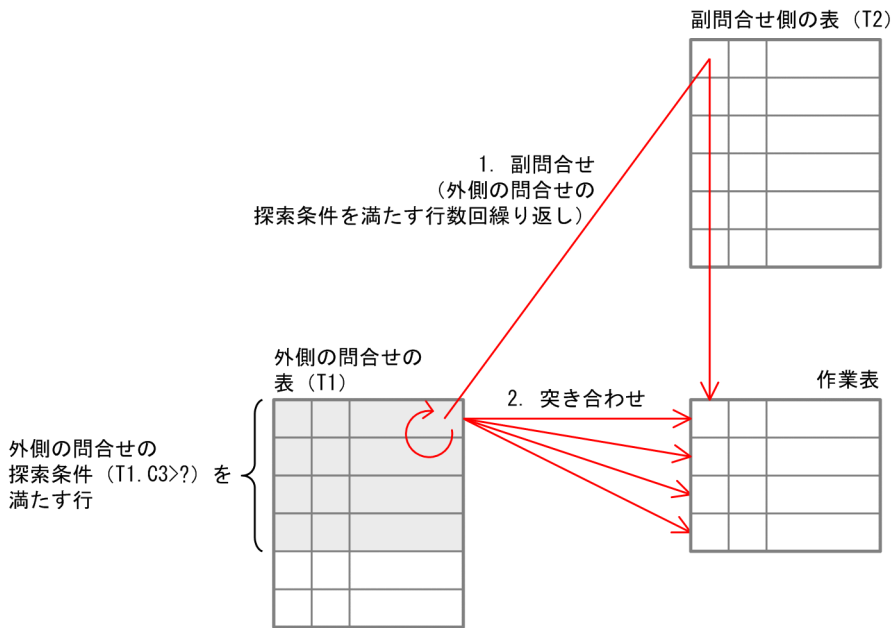 副問合せ側の表（T2）
1. 副問合せ
（外側の問合せの
探索条件を満たす行数回繰り返し）
外側の問合せの
表（T1）
2. 突き合わせ
作業表
外側の問合せの
探索条件（T1.C3>?）を
満たす行